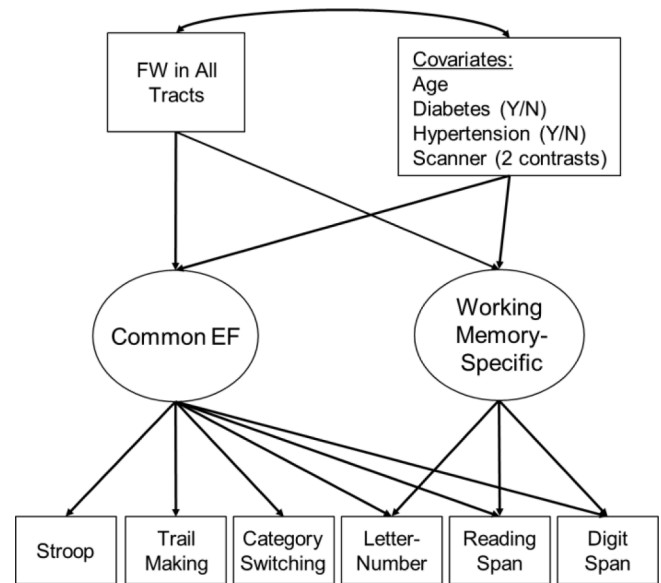 FW in All
Tracts
Covariates:
Age
Diabetes (Y/N)
Hypertension (Y/N)
Scanner (2 contrasts)
Common EF
Working
Memory-
Specific
Stroop
Trail
Making
Category
Switching
Letter-
Number
Reading
Span
Digit
Span